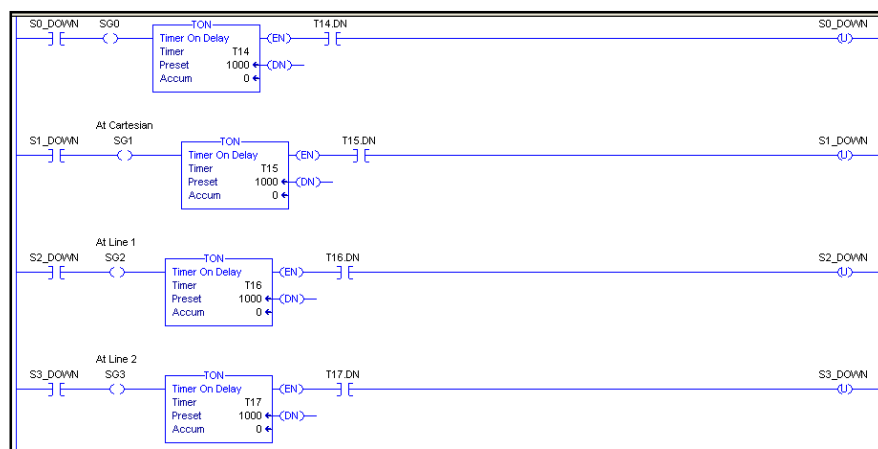 S0_DOWN SG0 TON T14.DN S0_DOWN
Timer On Delay EN U
Timer T14
Preset 1000 DN
Accum 0
At Cartesian
S1_DOWN SG1 TON T15.DN S1_DOWN
Timer On Delay EN U
Timer T15
Preset 1000 DN
Accum 0
At Line 1
S2_DOWN SG2 TON T16.DN S2_DOWN
Timer On Delay EN U
Timer T16
Preset 1000 DN
Accum 0
At Line 2
S3_DOWN SG3 TON T17.DN S3_DOWN
Timer On Delay EN U
Timer T17
Preset 1000 DN
Accum 0